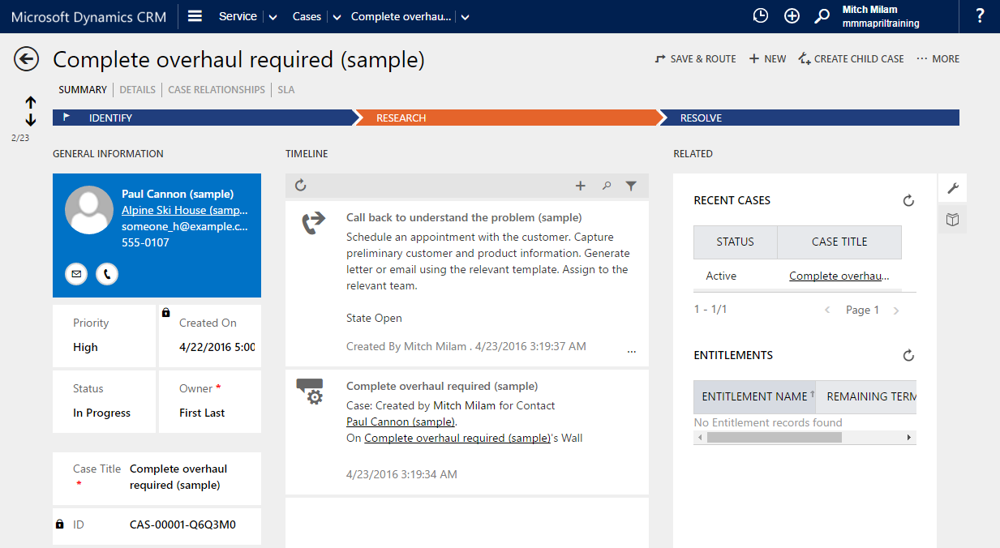 Microsoft Dynamics CRM
Service
Cases
Complete overhau...
Mitch Milam
mmmapriltraining
?
Complete overhaul required (sample)
SAVE & ROUTE
NEW
CREATE CHILD CASE
... MORE
SUMMARY
DETAILS
CASE RELATIONSHIPS
SLA
2/23
IDENTIFY
RESEARCH
RESOLVE
GENERAL INFORMATION
Paul Cannon (sample)
Alpine Ski House (samp...
someone_h@example.c...
555-0107
Priority
High
Created On
4/22/2016 5:00
Status
In Progress
Owner *
First Last
Case Title
*
Complete overhaul
required (sample)
ID
CAS-00001-Q6Q3M0
TIMELINE
Call back to understand the problem (sample)
Schedule an appointment with the customer. Capture
preliminary customer and product information. Generate
letter or email using the relevant template. Assign to the
relevant team.
State Open
Created By Mitch Milam . 4/23/2016 3:19:37 AM
...
Complete overhaul required (sample)
Case: Created by Mitch Milam for Contact
Paul Cannon (sample).
On Complete overhaul required (sample)'s Wall
4/23/2016 3:19:34 AM
RELATED
RECENT CASES
STATUS
CASE TITLE
Active
Complete overhau...
1 - 1/1
Page 1
ENTITLEMENTS
ENTITLEMENT NAME
REMAINING TERM
No Entitlement records found